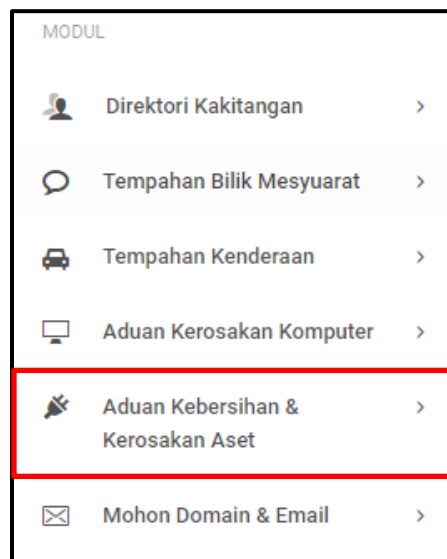 MODUL
Direktori Kakitangan
Tempahan Bilik Mesyuarat
Tempahan Kenderaan
Aduan Kerosakan Komputer
Aduan Kebersihan &
Kerosakan Aset
Mohon Domain & Email